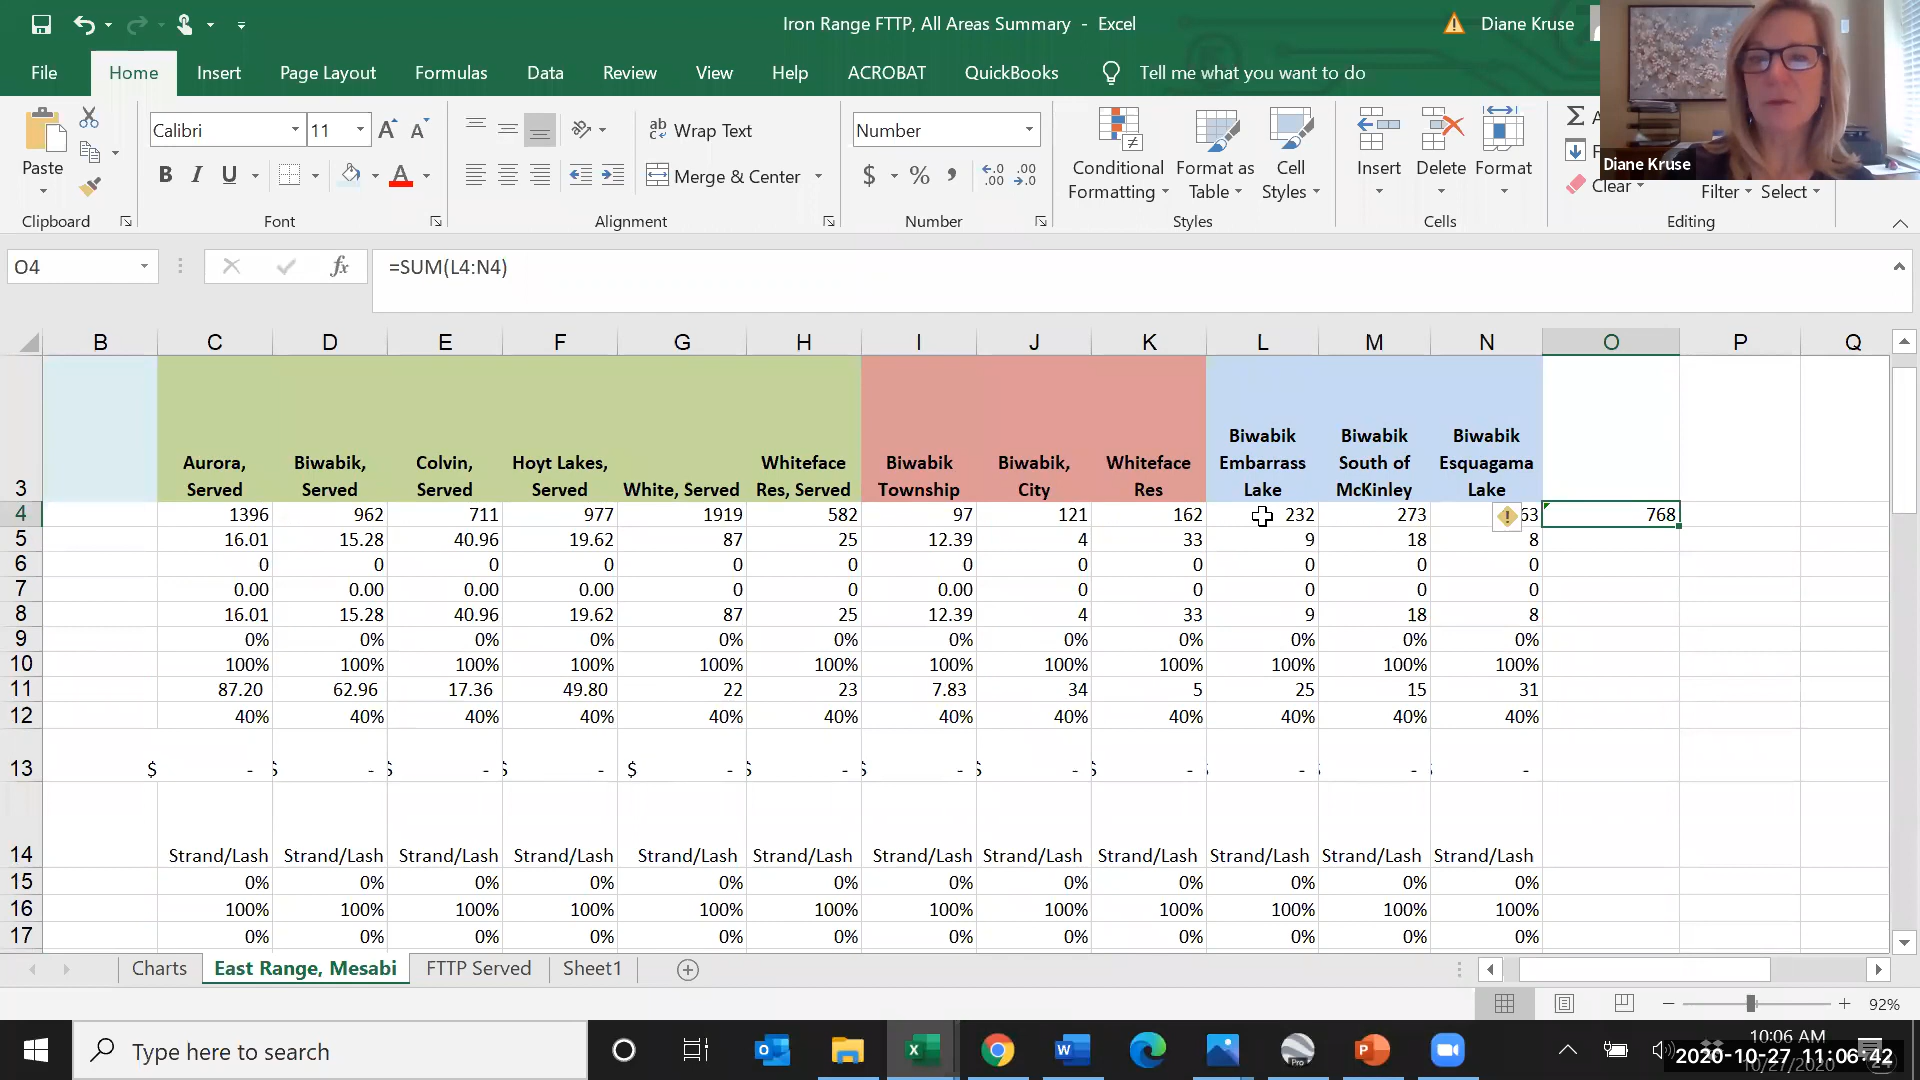 Iron Range FTTP, All Areas Summary - Excel
Diane Kruse
File Home Insert Page Layout Formulas Data Review View Help ACROBAT QuickBooks Tell me what you want to do
Calibri 11
Wrap Text
Number
Paste
Merge & Center
Conditional Formatting
Format as Table
Cell Styles
Insert Delete Format
Clear
Filter Select
Diane Kruse
Clipboard Font Alignment Number Styles Cells Editing
O4 fx =SUM(L4:N4)
B C D E F G H I J K L M N O P Q
3 Aurora, Served Biwabik, Served Colvin, Served Hoyt Lakes, Served White, Served Whiteface Res, Served Biwabik Township Biwabik, City Whiteface Res Biwabik Embarrass Lake Biwabik South of McKinley Biwabik Esquagama Lake
4 1396 962 711 977 1919 582 97 121 162 232 273 53 768
5 16.01 15.28 40.96 19.62 87 25 12.39 4 33 9 18 8
6 0 0 0 0 0 0 0 0 0 0 0 0
7 0.00 0.00 0.00 0.00 0 0 0.00 0 0 0 0 0
8 16.01 15.28 40.96 19.62 87 25 12.39 4 33 9 18 8
9 0% 0% 0% 0% 0% 0% 0% 0% 0% 0% 0% 0%
10 100% 100% 100% 100% 100% 100% 100% 100% 100% 100% 100% 100%
11 87.20 62.96 17.36 49.80 22 23 7.83 34 5 25 15 31
12 40% 40% 40% 40% 40% 40% 40% 40% 40% 40% 40% 40%
13 $ - $ - $ - $ - $ - $ - $ - $ - $ - - - -
14 Strand/Lash Strand/Lash Strand/Lash Strand/Lash Strand/Lash Strand/Lash Strand/Lash Strand/Lash Strand/Lash Strand/Lash Strand/Lash Strand/Lash
15 0% 0% 0% 0% 0% 0% 0% 0% 0% 0% 0% 0%
16 100% 100% 100% 100% 100% 100% 100% 100% 100% 100% 100% 100%
17 0% 0% 0% 0% 0% 0% 0% 0% 0% 0% 0% 0%
Charts East Range, Mesabi FTTP Served Sheet1
92%
Type here to search
10:06 AM
2020-10-27 11:06:42
10/27/2020